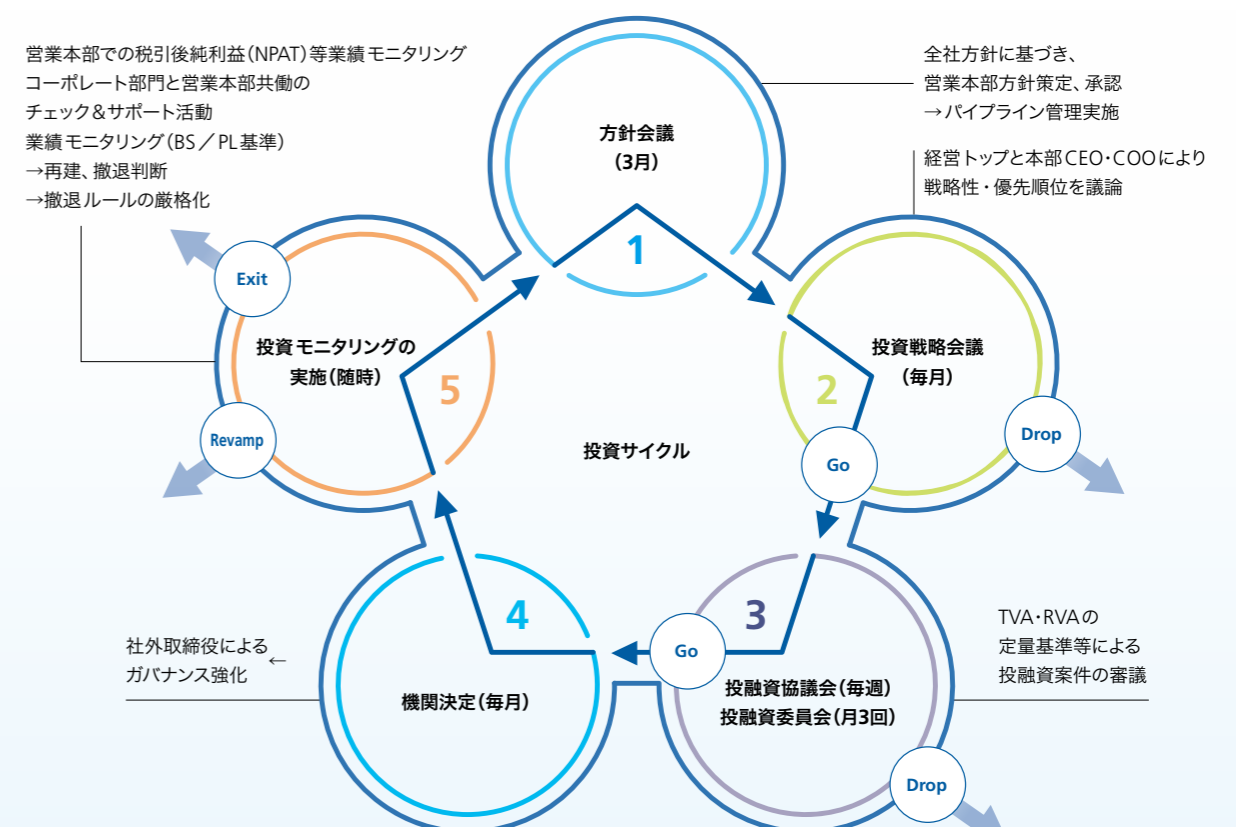 営業本部での税引後純利益(NPAT)等業績モニタリング
コーポレート部門と営業本部共働の
チェック&サポート活動
業績モニタリング(BS/PL基準)
→再建、撤退判断
→撤退ルールの厳格化
全社方針に基づき、
営業本部方針策定、承認
→パイプライン管理実施
経営トップと本部CEO・COOにより
戦略性・優先順位を議論
方針会議
(3月)
1
投資戦略会議
(毎月)
2
Go
Drop
投資サイクル
3
Go
投融資協議会(毎週)
投融資委員会(月3回)
Drop
TVA・RVAの
定量基準等による
投融資案件の審議
4
機関決定(毎月)
社外取締役による
ガバナンス強化
←
5
投資モニタリングの
実施(随時)
Exit
Revamp